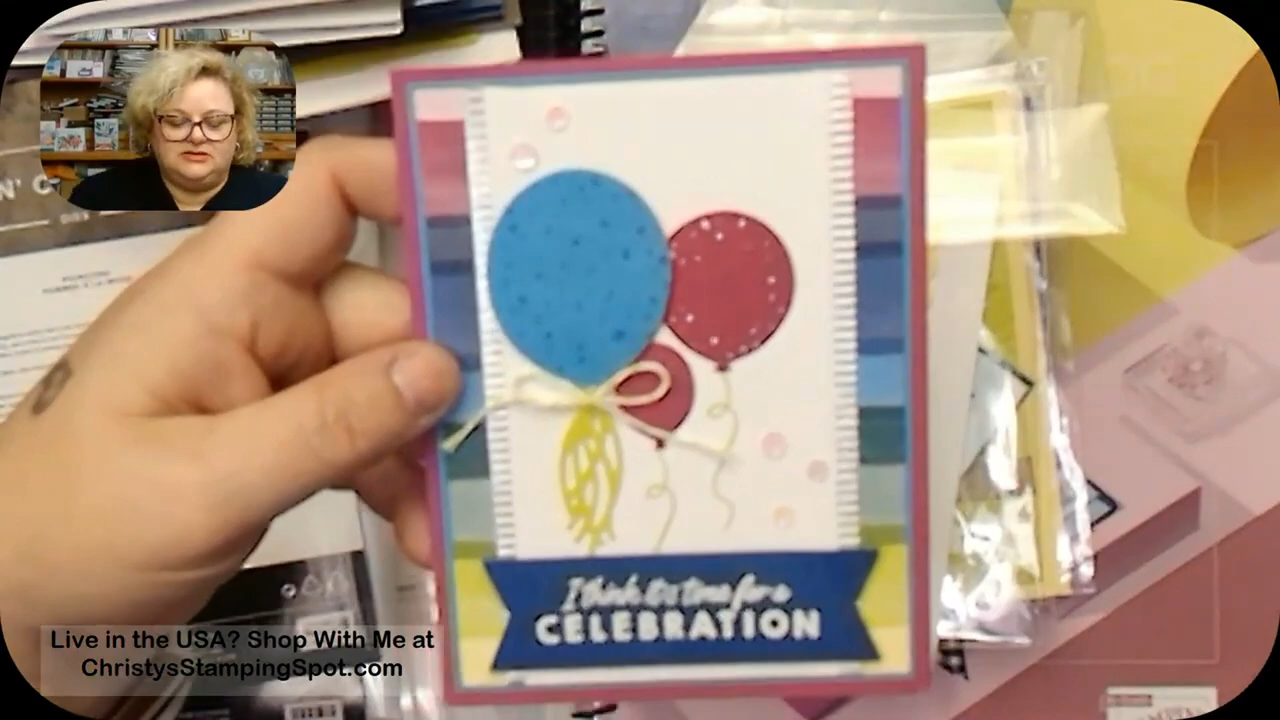 N' C
I think it's time for a
CELEBRATION
Live in the USA? Shop With Me at
ChristysStampingSpot.com